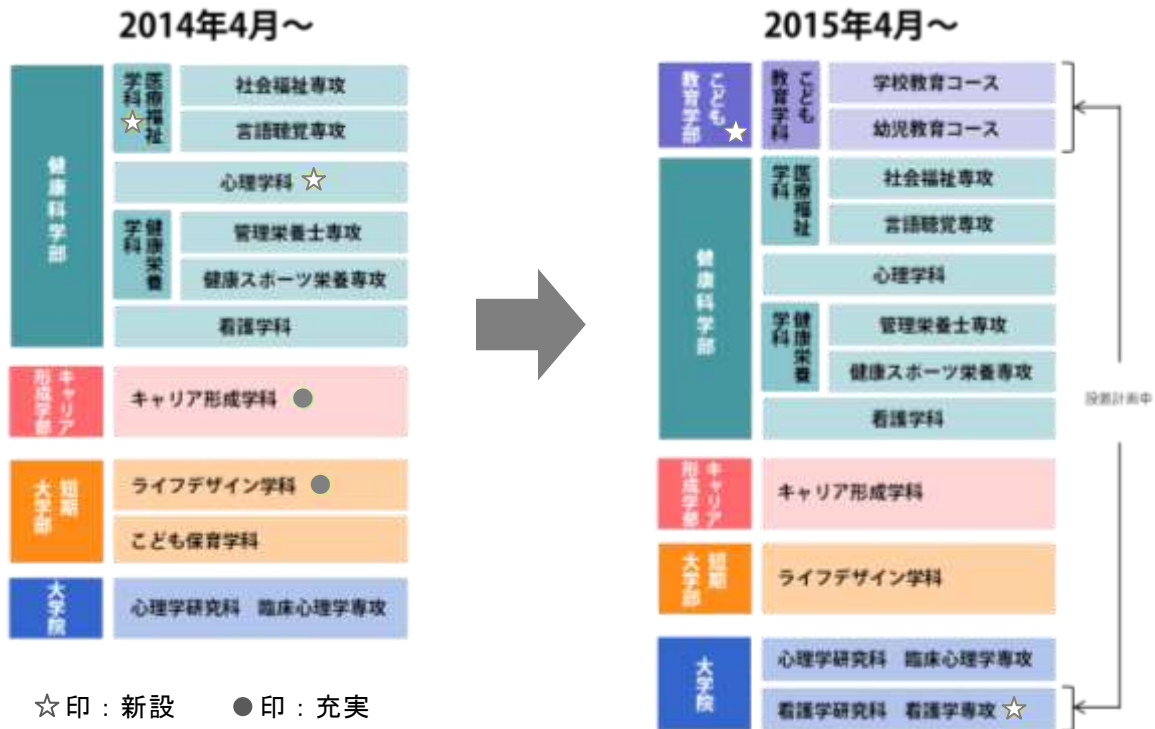 2014年4月～
健康科学部
医療福祉学科☆
社会福祉専攻
言語聴覚専攻
心理学科☆
健康栄養学科
管理栄養士専攻
健康スポーツ栄養専攻
看護学科
キャリア形成学部
キャリア形成学科●
短期大学部
ライフデザイン学科●
こども保育学科
大学院
心理学研究科　臨床心理学専攻
☆印：新設　●印：充実
2015年4月～
こども教育学部☆
こども教育学科
学校教育コース
幼児教育コース
健康科学部
医療福祉学科
社会福祉専攻
言語聴覚専攻
心理学科
健康栄養学科
管理栄養士専攻
健康スポーツ栄養専攻
看護学科
キャリア形成学部
キャリア形成学科
短期大学部
ライフデザイン学科
大学院
心理学研究科　臨床心理学専攻
看護学研究科　看護学専攻☆
設置計画中